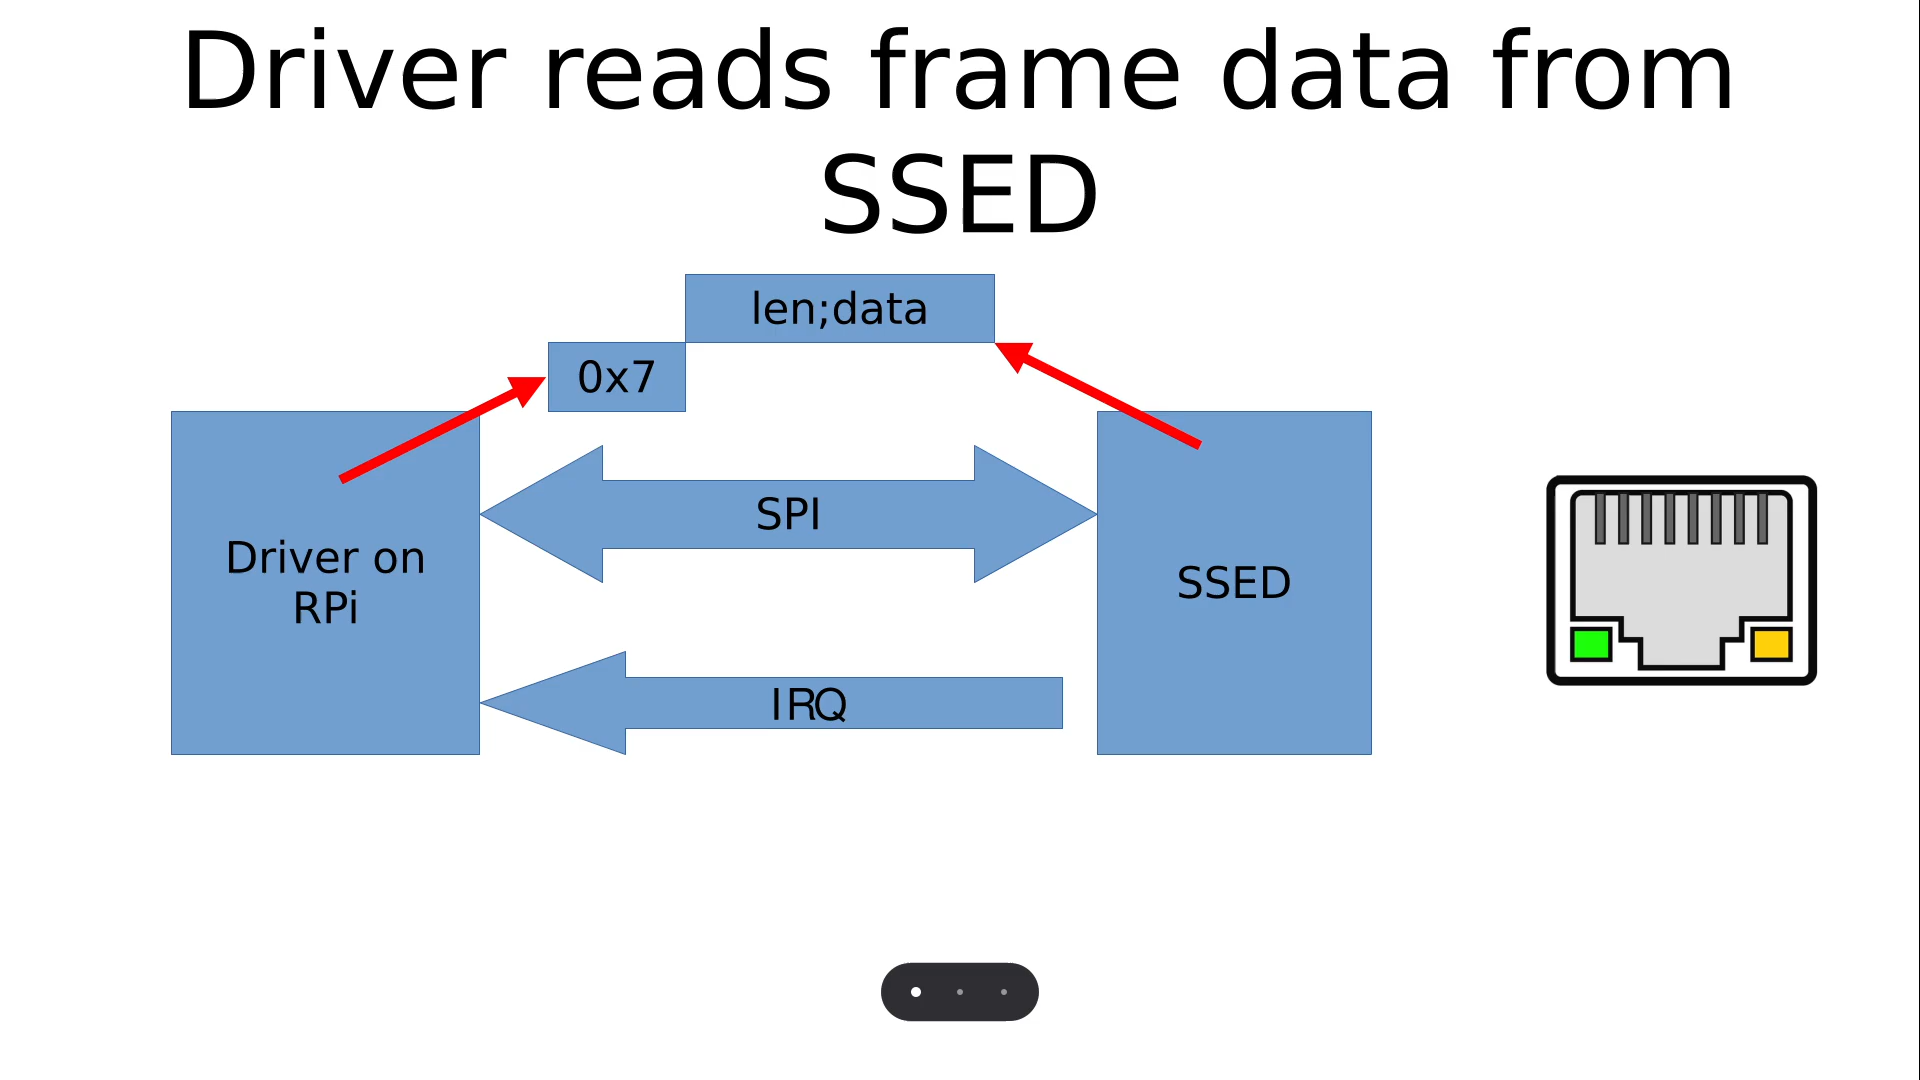 Driver reads frame data from
SSED
len;data
0x7
SPI
Driver on
RPi
SSED
IRQ